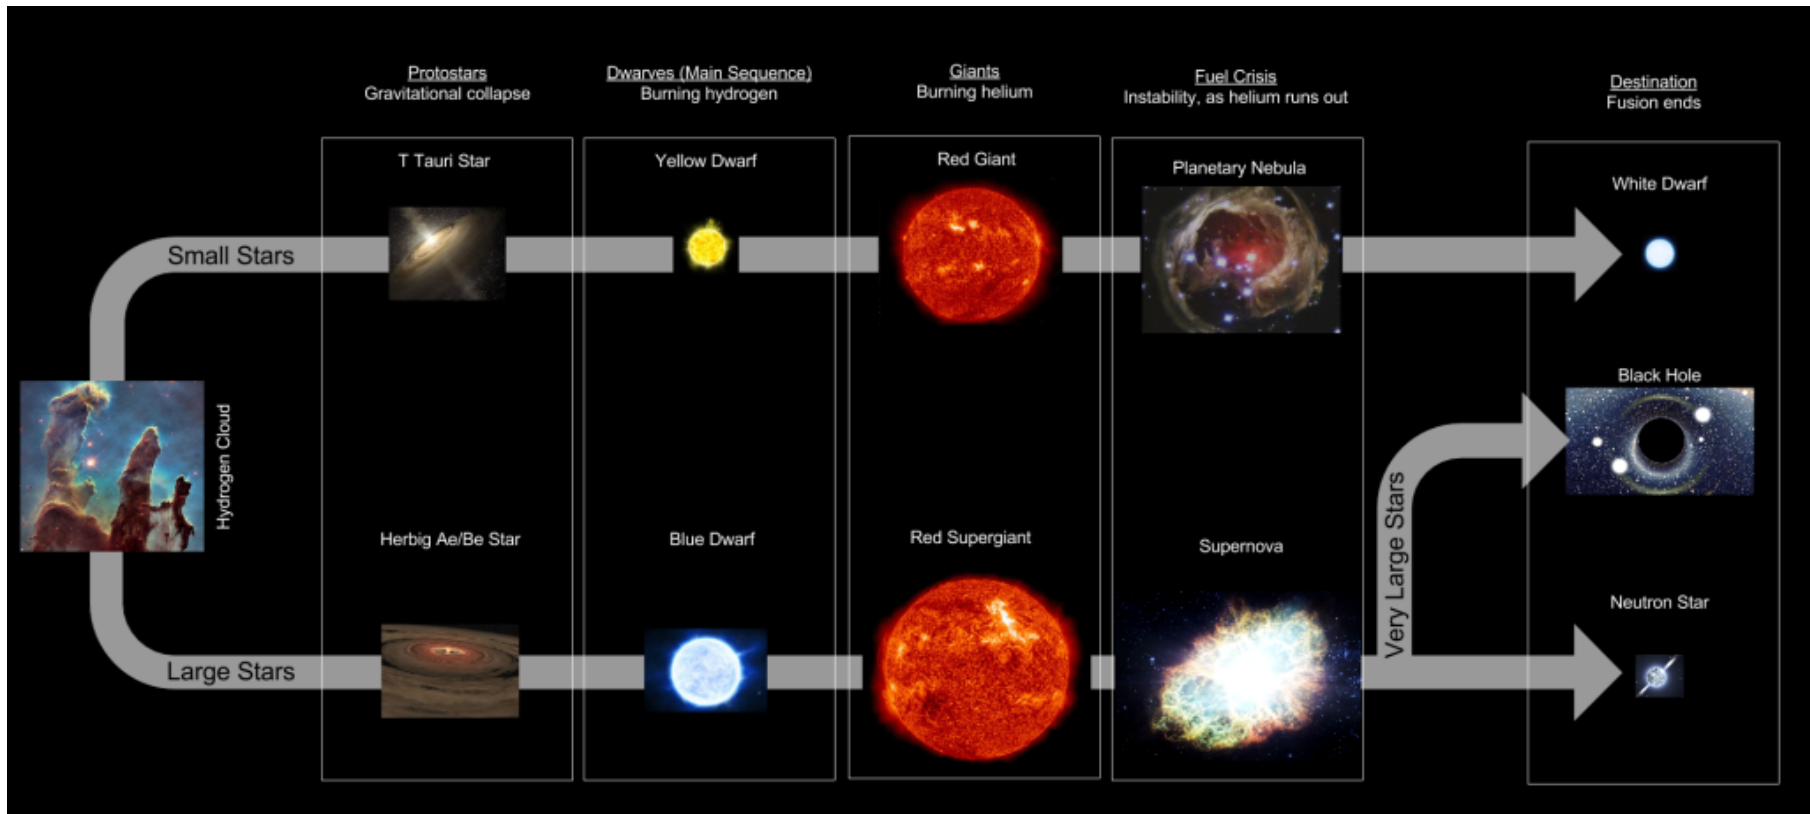 Protostars
Gravitational collapse
Dwarves (Main Sequence)
Burning hydrogen
Giants
Burning helium
Fuel Crisis
Instability, as helium runs out
Destination
Fusion ends
T Tauri Star
Yellow Dwarf
Red Giant
Planetary Nebula
White Dwarf
Small Stars
Black Hole
Hydrogen Cloud
Very Large Stars
Herbig Ae/Be Star
Blue Dwarf
Red Supergiant
Supernova
Neutron Star
Large Stars